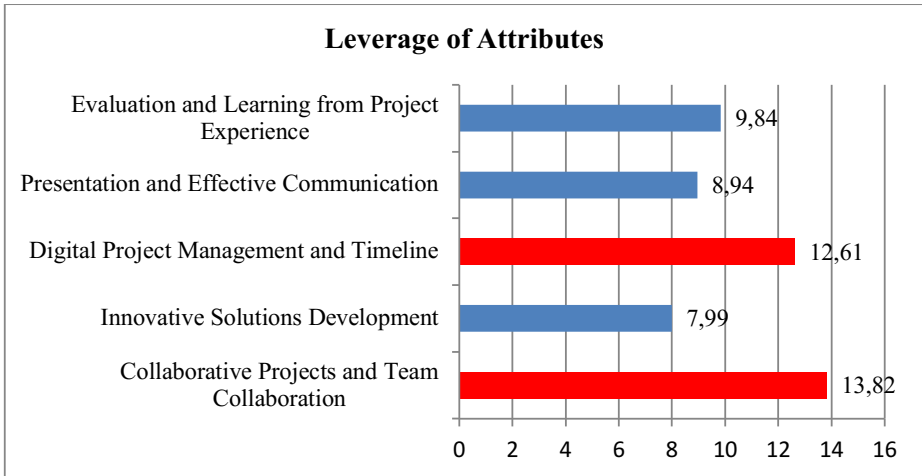 Leverage of Attributes
Evaluation and Learning from Project
Experience
9,84
Presentation and Effective Communication
8,94
Digital Project Management and Timeline
12,61
Innovative Solutions Development
7,99
Collaborative Projects and Team
Collaboration
13,82
0 2 4 6 8 10 12 14 16